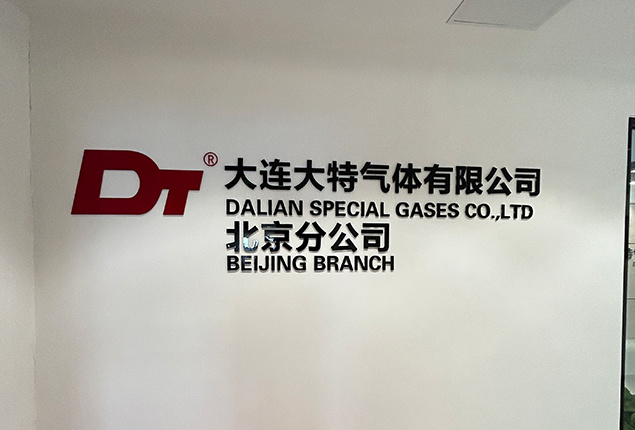 DT® 大连大特气体有限公司
DALIAN SPECIAL GASES CO.,LTD
北京分公司
BEIJING BRANCH